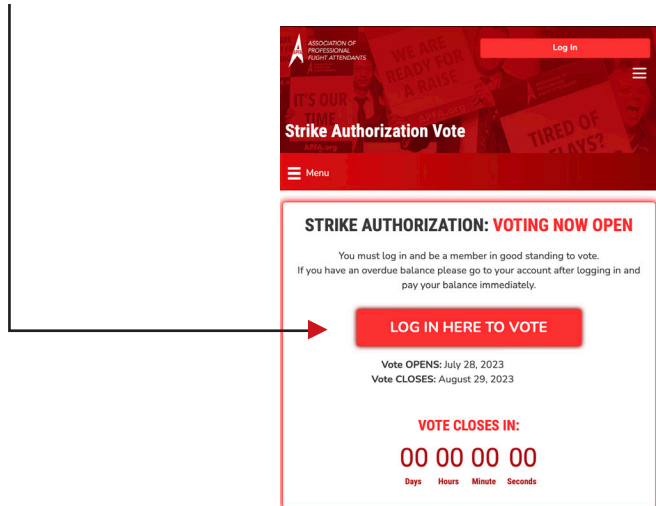 ASSOCIATION OF
PROFESSIONAL
FLIGHT ATTENDANTS
Log In
WE ARE
READY FOR
A RAISE
APFA.org
IT'S OUR
TIME
APFA.org
TIRED OF
DELAYS?
Strike Authorization Vote
Menu
STRIKE AUTHORIZATION: VOTING NOW OPEN
You must log in and be a member in good standing to vote.
If you have an overdue balance please go to your account after logging in and
pay your balance immediately.
LOG IN HERE TO VOTE
Vote OPENS: July 28, 2023
Vote CLOSES: August 29, 2023
VOTE CLOSES IN:
00 00 00 00
Days Hours Minute Seconds